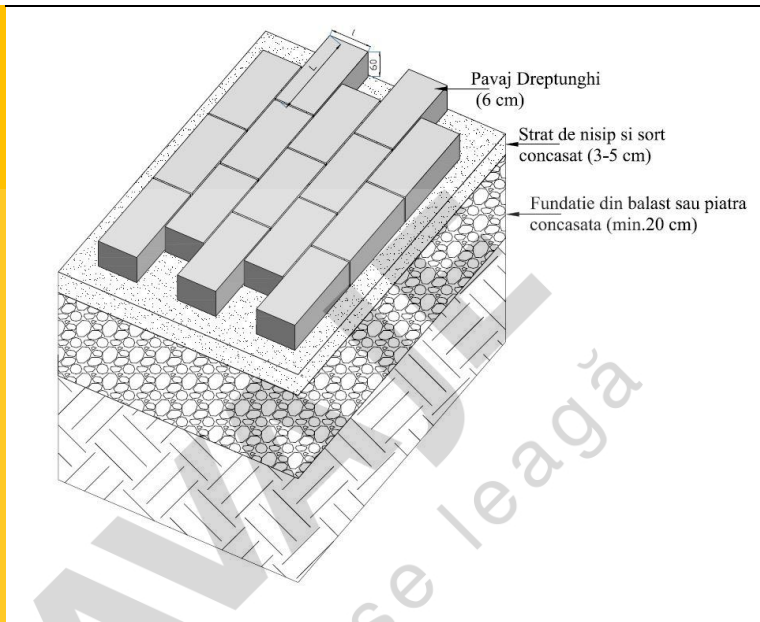 l
L
60
Pavaj Dreptunghi
(6 cm)
Strat de nisip si sort
concasat (3-5 cm)
Fundatie din balast sau piatra
concasata (min.20 cm)
se leagă